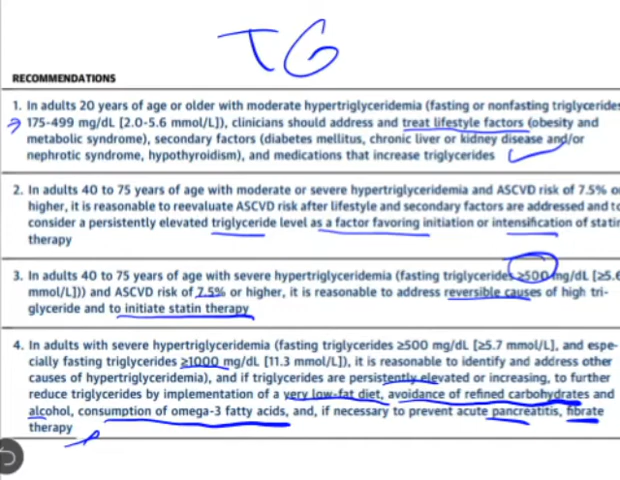 TG
RECOMMENDATIONS
1. In adults 20 years of age or older with moderate hypertriglyceridemia (fasting or nonfasting triglycerides
175-499 mg/dL [2.0-5.6 mmol/L]), clinicians should address and treat lifestyle factors (obesity and
metabolic syndrome), secondary factors (diabetes mellitus, chronic liver or kidney disease and/or
nephrotic syndrome, hypothyroidism), and medications that increase triglycerides
2. In adults 40 to 75 years of age with moderate or severe hypertriglyceridemia and ASCVD risk of 7.5% o
higher, it is reasonable to reevaluate ASCVD risk after lifestyle and secondary factors are addressed and to
consider a persistently elevated triglyceride level as a factor favoring initiation or intensification of statin
therapy
3. In adults 40 to 75 years of age with severe hypertriglyceridemia (fasting triglycerides ≥500 mg/dL [≥5.6
mmol/L])) and ASCVD risk of 7.5% or higher, it is reasonable to address reversible causes of high tri-
glyceride and to initiate statin therapy
4. In adults with severe hypertriglyceridemia (fasting triglycerides ≥500 mg/dL [≥5.7 mmol/L], and espe-
cially fasting triglycerides ≥1000 mg/dL [11.3 mmol/L]), it is reasonable to identify and address other
causes of hypertriglyceridemia), and if triglycerides are persistently elevated or increasing, to further
reduce triglycerides by implementation of a very low-fat diet, avoidance of refined carbohydrates and
alcohol, consumption of omega-3 fatty acids, and, if necessary to prevent acute pancreatitis, fibrate
therapy